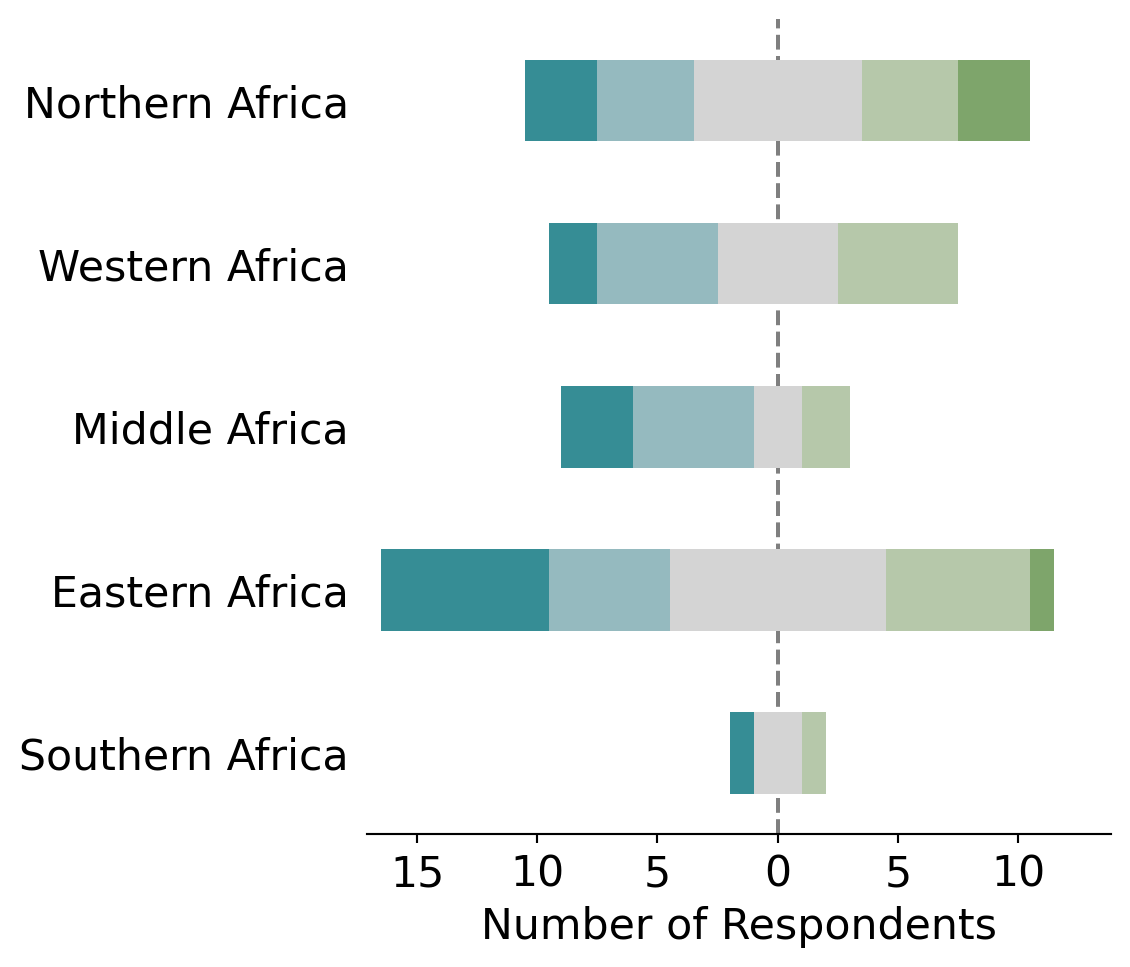 Northern Africa
Western Africa
Middle Africa
Eastern Africa
Southern Africa
15 10 5 0 5 10
Number of Respondents